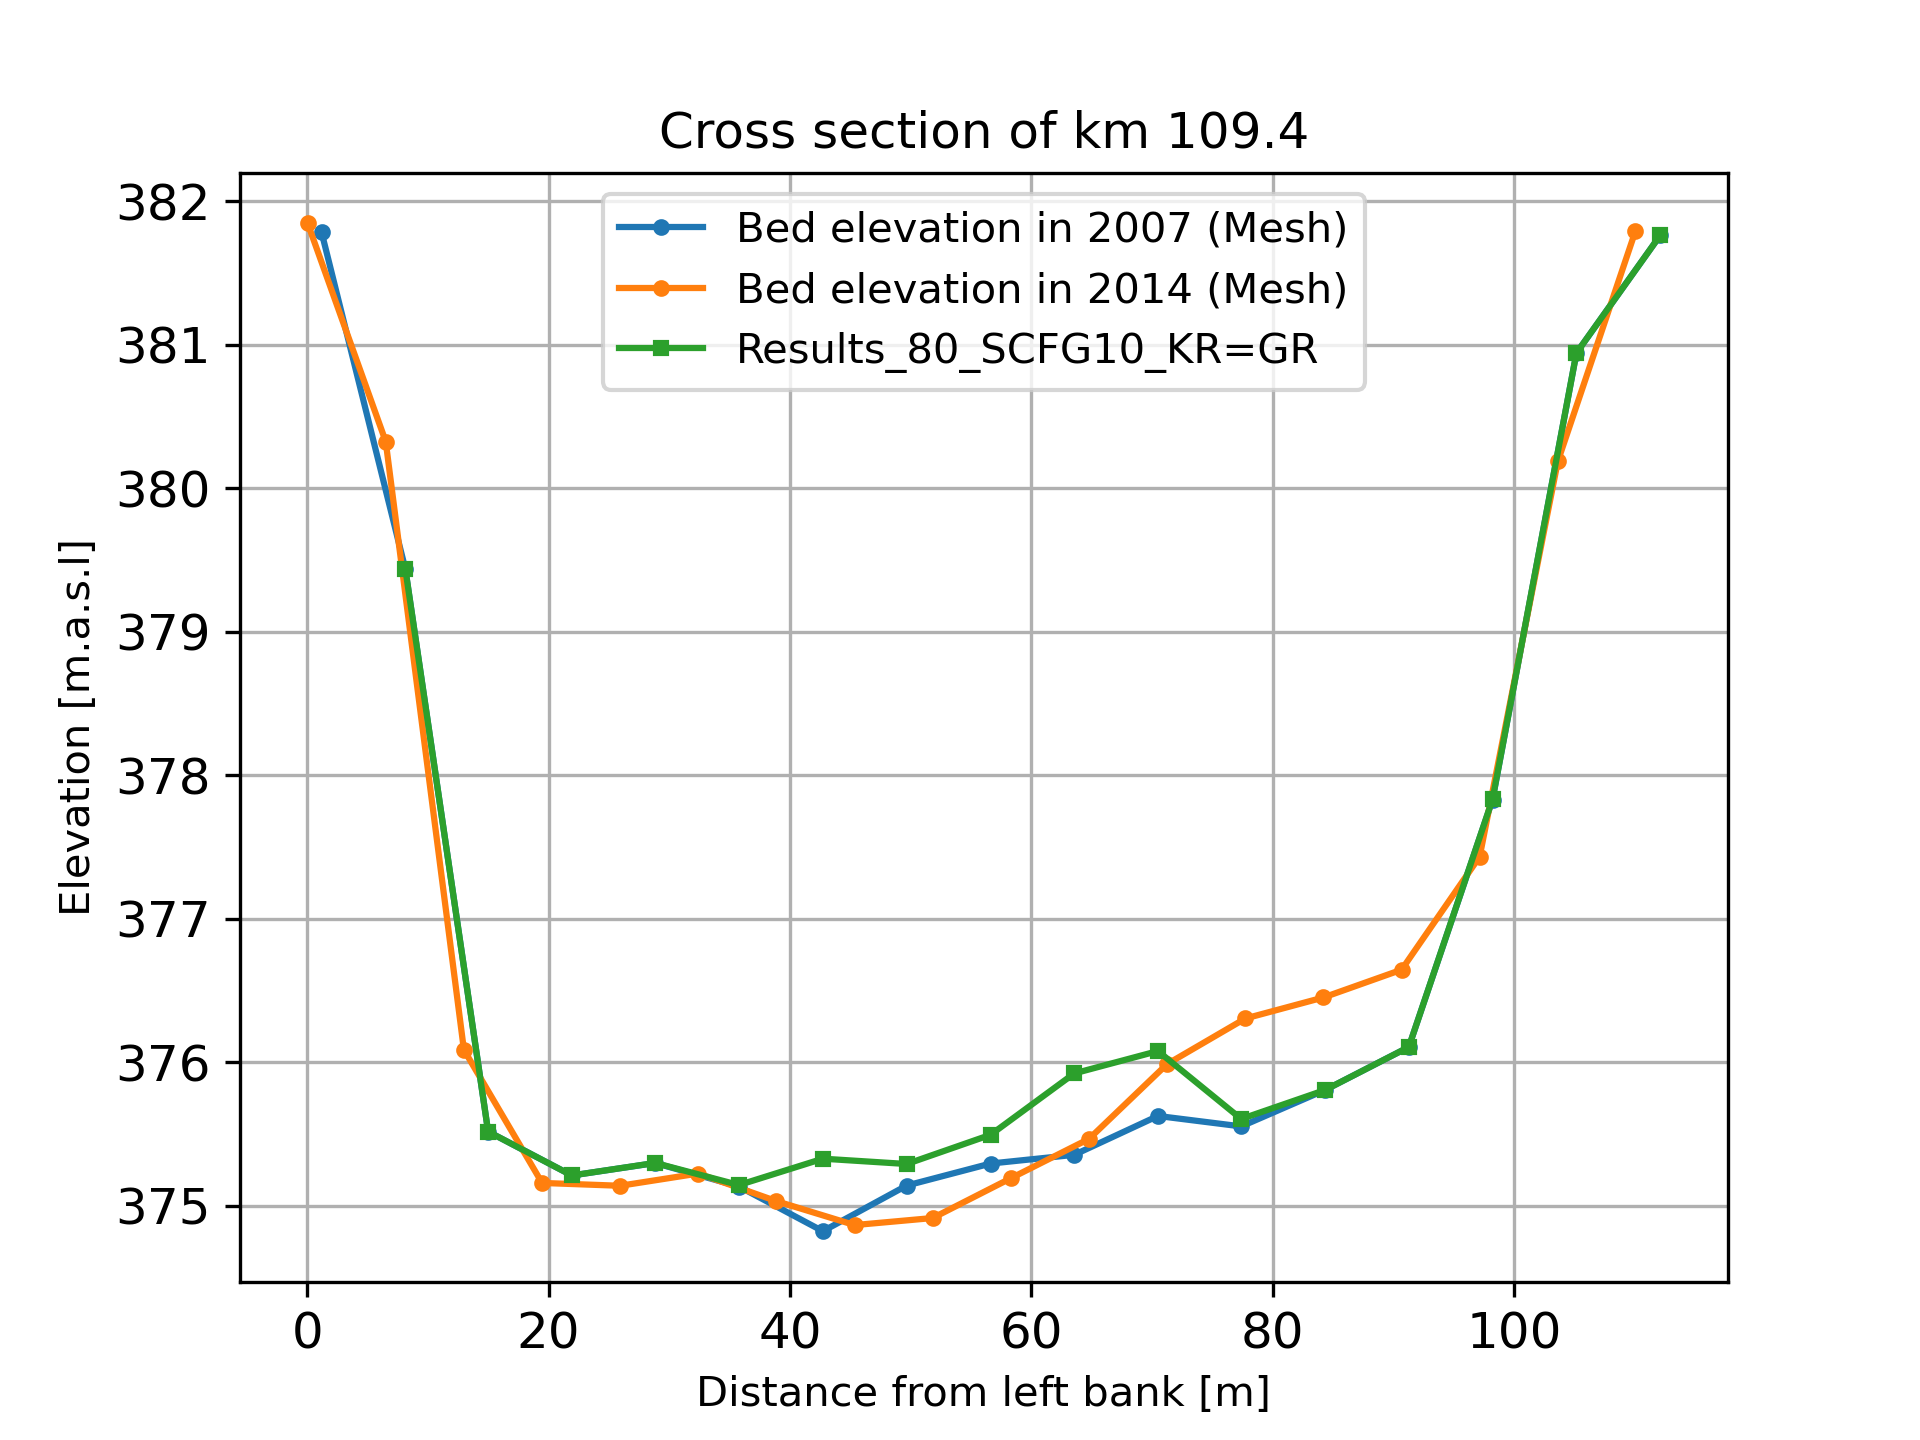 Cross section of km 109.4
Bed elevation in 2007 (Mesh)
Bed elevation in 2014 (Mesh)
Results_80_SCFG10_KR=GR
382
381
380
379
378
377
376
375
Elevation [m.a.s.l]
0 20 40 60 80 100
Distance from left bank [m]